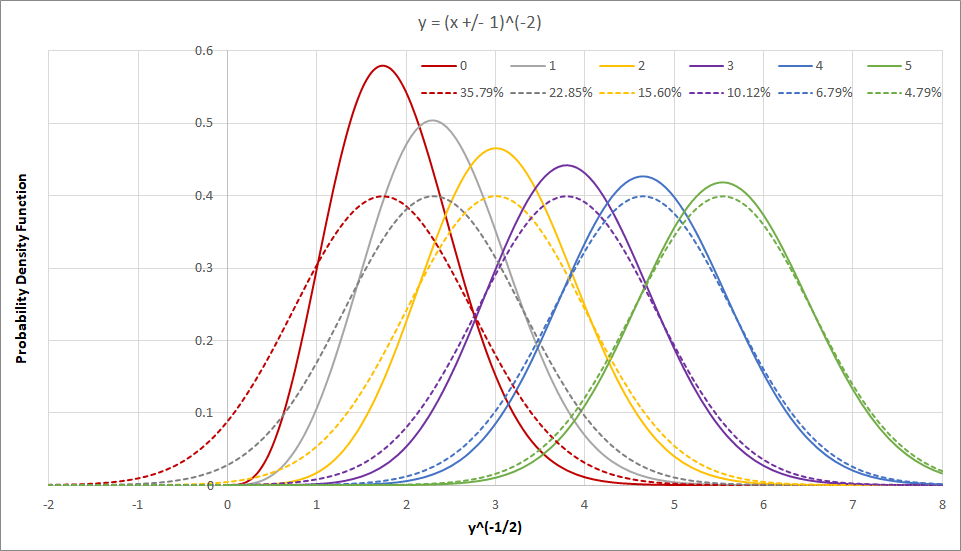 y = (x +/- 1)^(-2)
0.6
0 1 2 3 4 5
35.79% 22.85% 15.60% 10.12% 6.79% 4.79%
0.5
0.4
0.3
0.2
0.1
0
Probability Density Function
-2 -1 0 1 2 3 4 5 6 7 8
y^(-1/2)